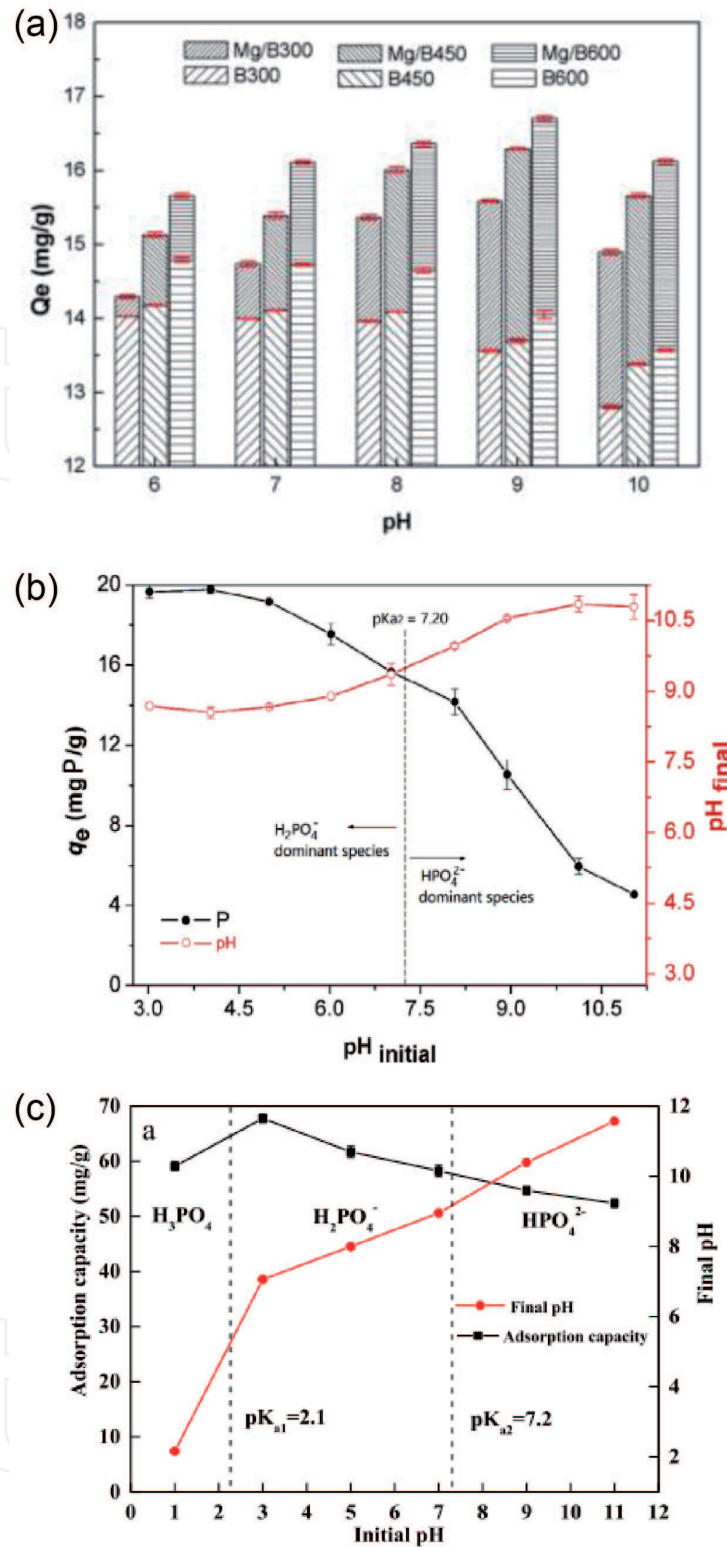 (a)
18
17
16
15
14
13
12
Qe (mg/g)
Mg/B300 Mg/B450 Mg/B600
B300 B450 B600
6 7 8 9 10
pH
(b)
20
16
12
8
4
0
qe (mg P/g)
pKa2 = 7.20
H₂PO₄⁻
dominant species
HPO₄²⁻
dominant species
P
pH
10.5
9.0
7.5
6.0
4.5
3.0
pH final
3.0 4.5 6.0 7.5 9.0 10.5
pH initial
(c)
a
70
60
50
40
30
20
10
0
Adsorption capacity (mg/g)
H₃PO₄ H₂PO₄⁻ HPO₄²⁻
Final pH
Adsorption capacity
pKa1=2.1 pKa2=7.2
12
10
8
6
4
2
Final pH
0 1 2 3 4 5 6 7 8 9 10 11 12
Initial pH